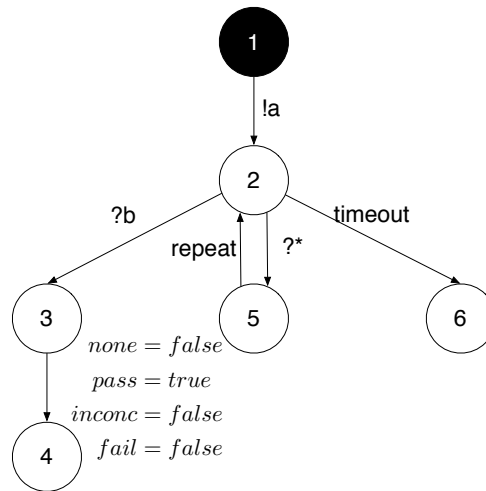 1
!a
2
?b
timeout
repeat
?*
3
5
6
none = false
pass = true
inconc = false
4
fail = false